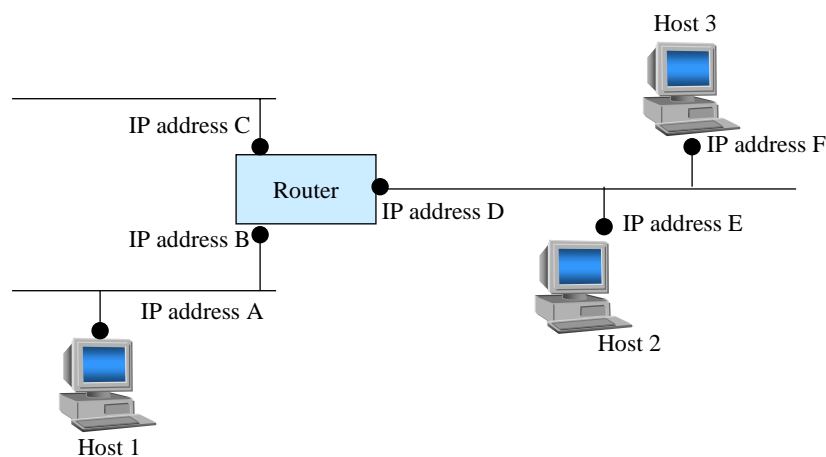 Host 3
IP address C
IP address F
Router
IP address D
IP address B
IP address E
IP address A
Host 2
Host 1